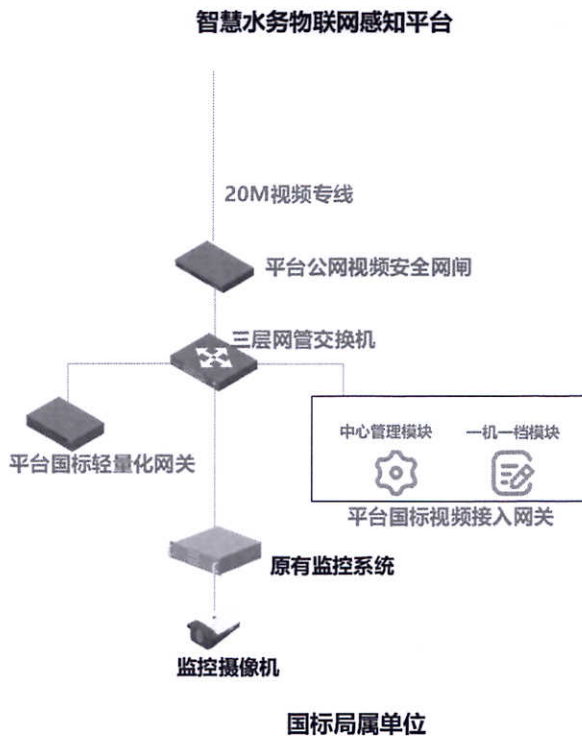 智慧水务物联网感知平台
20M视频专线
平台公网视频安全网闸
三层网管交换机
中心管理模块 一机一档模块
平台国标轻量化网关
平台国标视频接入网关
原有监控系统
监控摄像机
国标局属单位